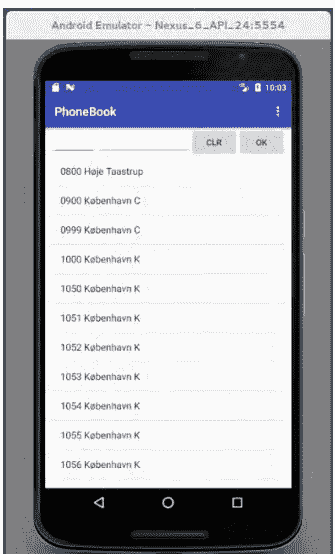 Android Emulator - Nexus_6_API_24:5554
10:03
PhoneBook
CLR OK
0800 Høje Taastrup
0900 København C
0999 København C
1000 København K
1050 København K
1051 København K
1052 København K
1053 København K
1054 København K
1055 København K
1056 København K